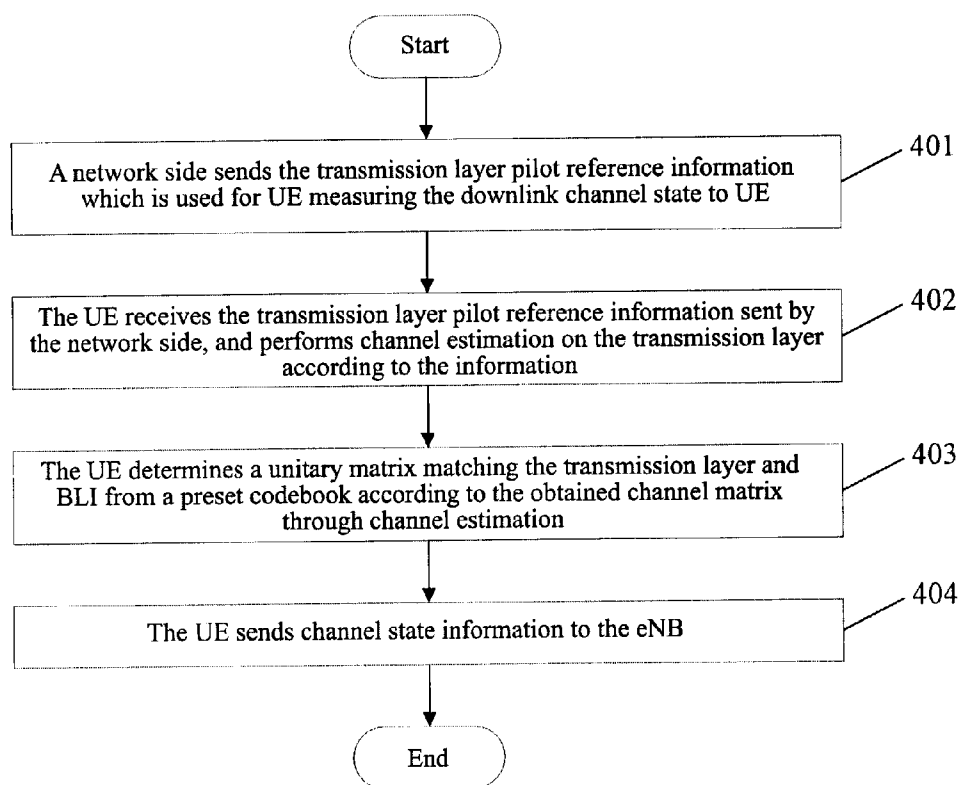 Start
A network side sends the transmission layer pilot reference information
which is used for UE measuring the downlink channel state to UE
401
The UE receives the transmission layer pilot reference information sent by
the network side, and performs channel estimation on the transmission layer
according to the information
402
The UE determines a unitary matrix matching the transmission layer and
BLI from a preset codebook according to the obtained channel matrix
through channel estimation
403
The UE sends channel state information to the eNB
404
End